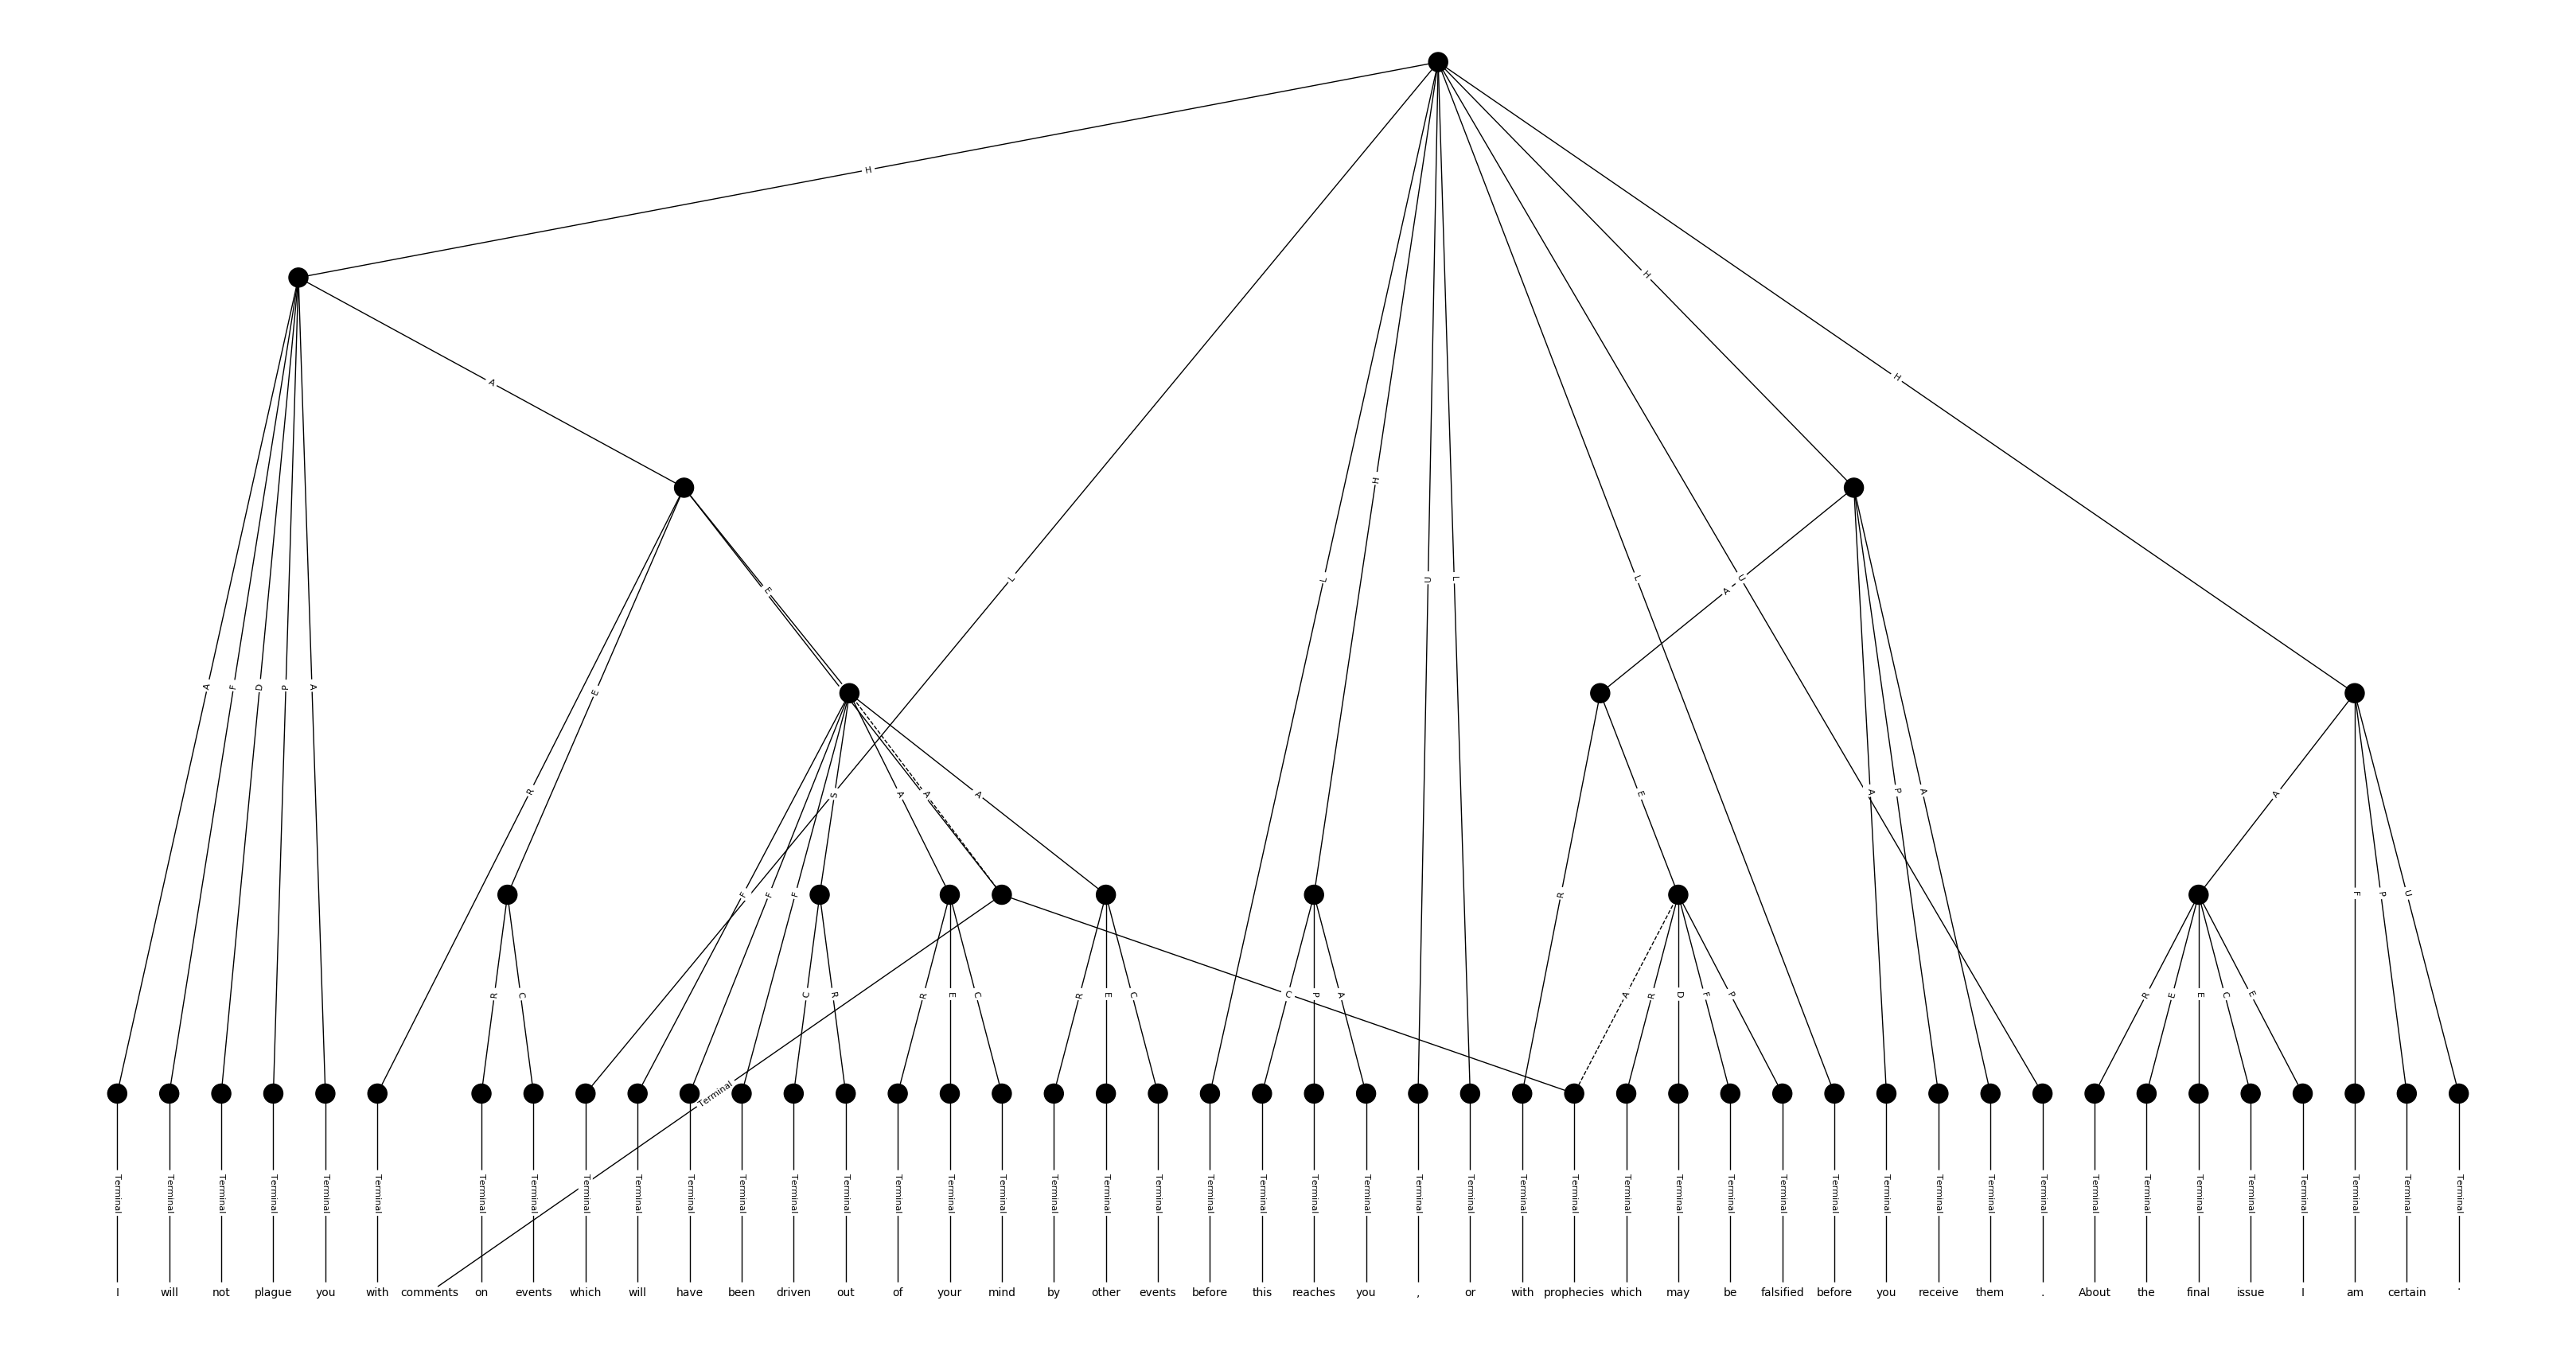 H
H
A
H
H
E
L
L
U
L
L
U
A
A
F
D
P
A
E
R
S
A
A
A
E
A
P
A
A
F
F
F
R
F
P
U
R
C
C
R
R
E
C
R
E
C
C
P
A
A
R
D
F
P
R
E
E
C
E
Terminal
Terminal Terminal Terminal Terminal Terminal Terminal Terminal Terminal Terminal Terminal Terminal Terminal Terminal Terminal Terminal Terminal Terminal Terminal Terminal Terminal Terminal Terminal Terminal Terminal Terminal Terminal Terminal Terminal Terminal Terminal Terminal Terminal Terminal Terminal Terminal Terminal Terminal Terminal Terminal Terminal Terminal Terminal Terminal Terminal
I will not plague you with comments on events which will have been driven out of your mind by other events before this reaches you , or with prophecies which may be falsified before you receive them . About the final issue I am certain .